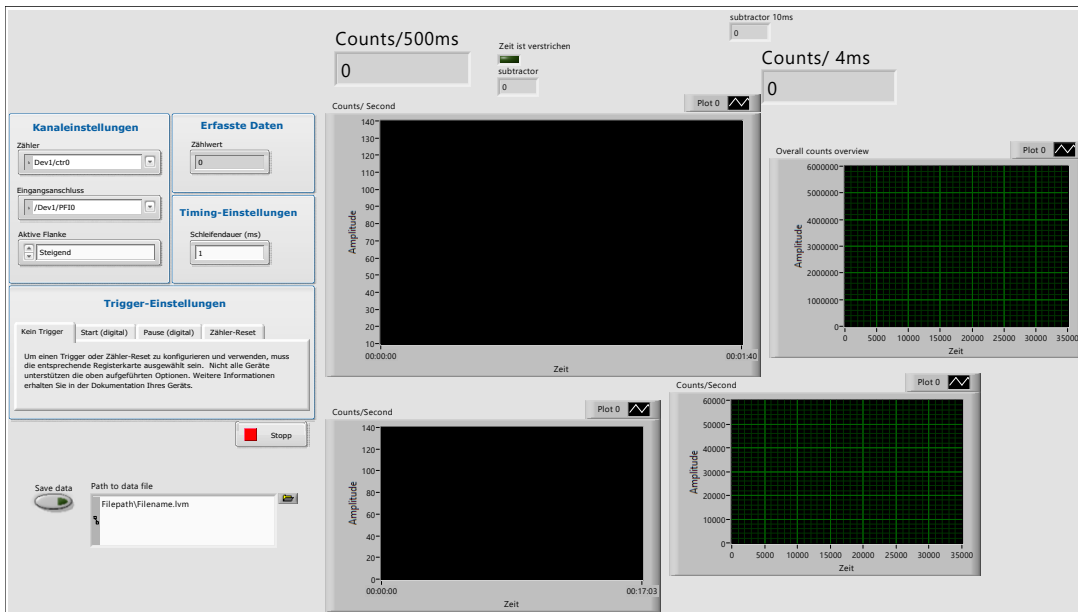 subtractor 10ms
0
Counts/500ms
0
Zeit ist verstrichen
subtractor
0
Counts/ 4ms
0
Kanaleinstellungen
Zähler
Dev1/ctr0
Eingangsanschluss
/Dev1/PFI0
Aktive Flanke
Steigend
Erfasste Daten
Zählwert
0
Timing-Einstellungen
Schleifendauer (ms)
1
Trigger-Einstellungen
Kein Trigger
Start (digital)
Pause (digital)
Zähler-Reset
Um einen Trigger oder Zähler-Reset zu konfigurieren und verwenden, muss
die entsprechende Registerkarte ausgewählt sein. Nicht alle Geräte
unterstützen die oben aufgeführten Optionen. Weitere Informationen
erhalten Sie in der Dokumentation Ihres Geräts.
Stopp
Save data
Path to data file
Filepath\Filename.lvm
Counts/ Second
Plot 0
140
130
120
110
100
90
80
70
60
50
40
30
20
10
Amplitude
00:00:00
00:01:40
Zeit
Overall counts overview
Plot 0
6000000
5000000
4000000
3000000
2000000
1000000
0
Amplitude
0 5000 10000 15000 20000 25000 30000 35000
Zeit
Counts/Second
Plot 0
140
120
100
80
60
40
20
0
Amplitude
00:00:00
00:17:03
Zeit
Counts/Second
Plot 0
60000
50000
40000
30000
20000
10000
0
Amplitude
0 5000 10000 15000 20000 25000 30000 35000
Zeit